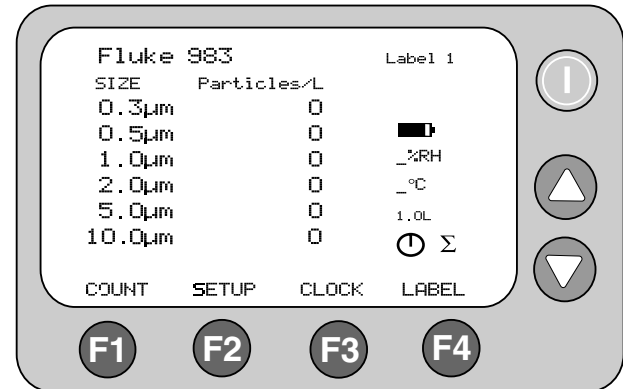 Fluke 983 Label 1
SIZE Particles/L
0.3µm 0
0.5µm 0
1.0µm 0 _%RH
2.0µm 0 _°C
5.0µm 0 1.0L
10.0µm 0 Σ
COUNT SETUP CLOCK LABEL
F1 F2 F3 F4